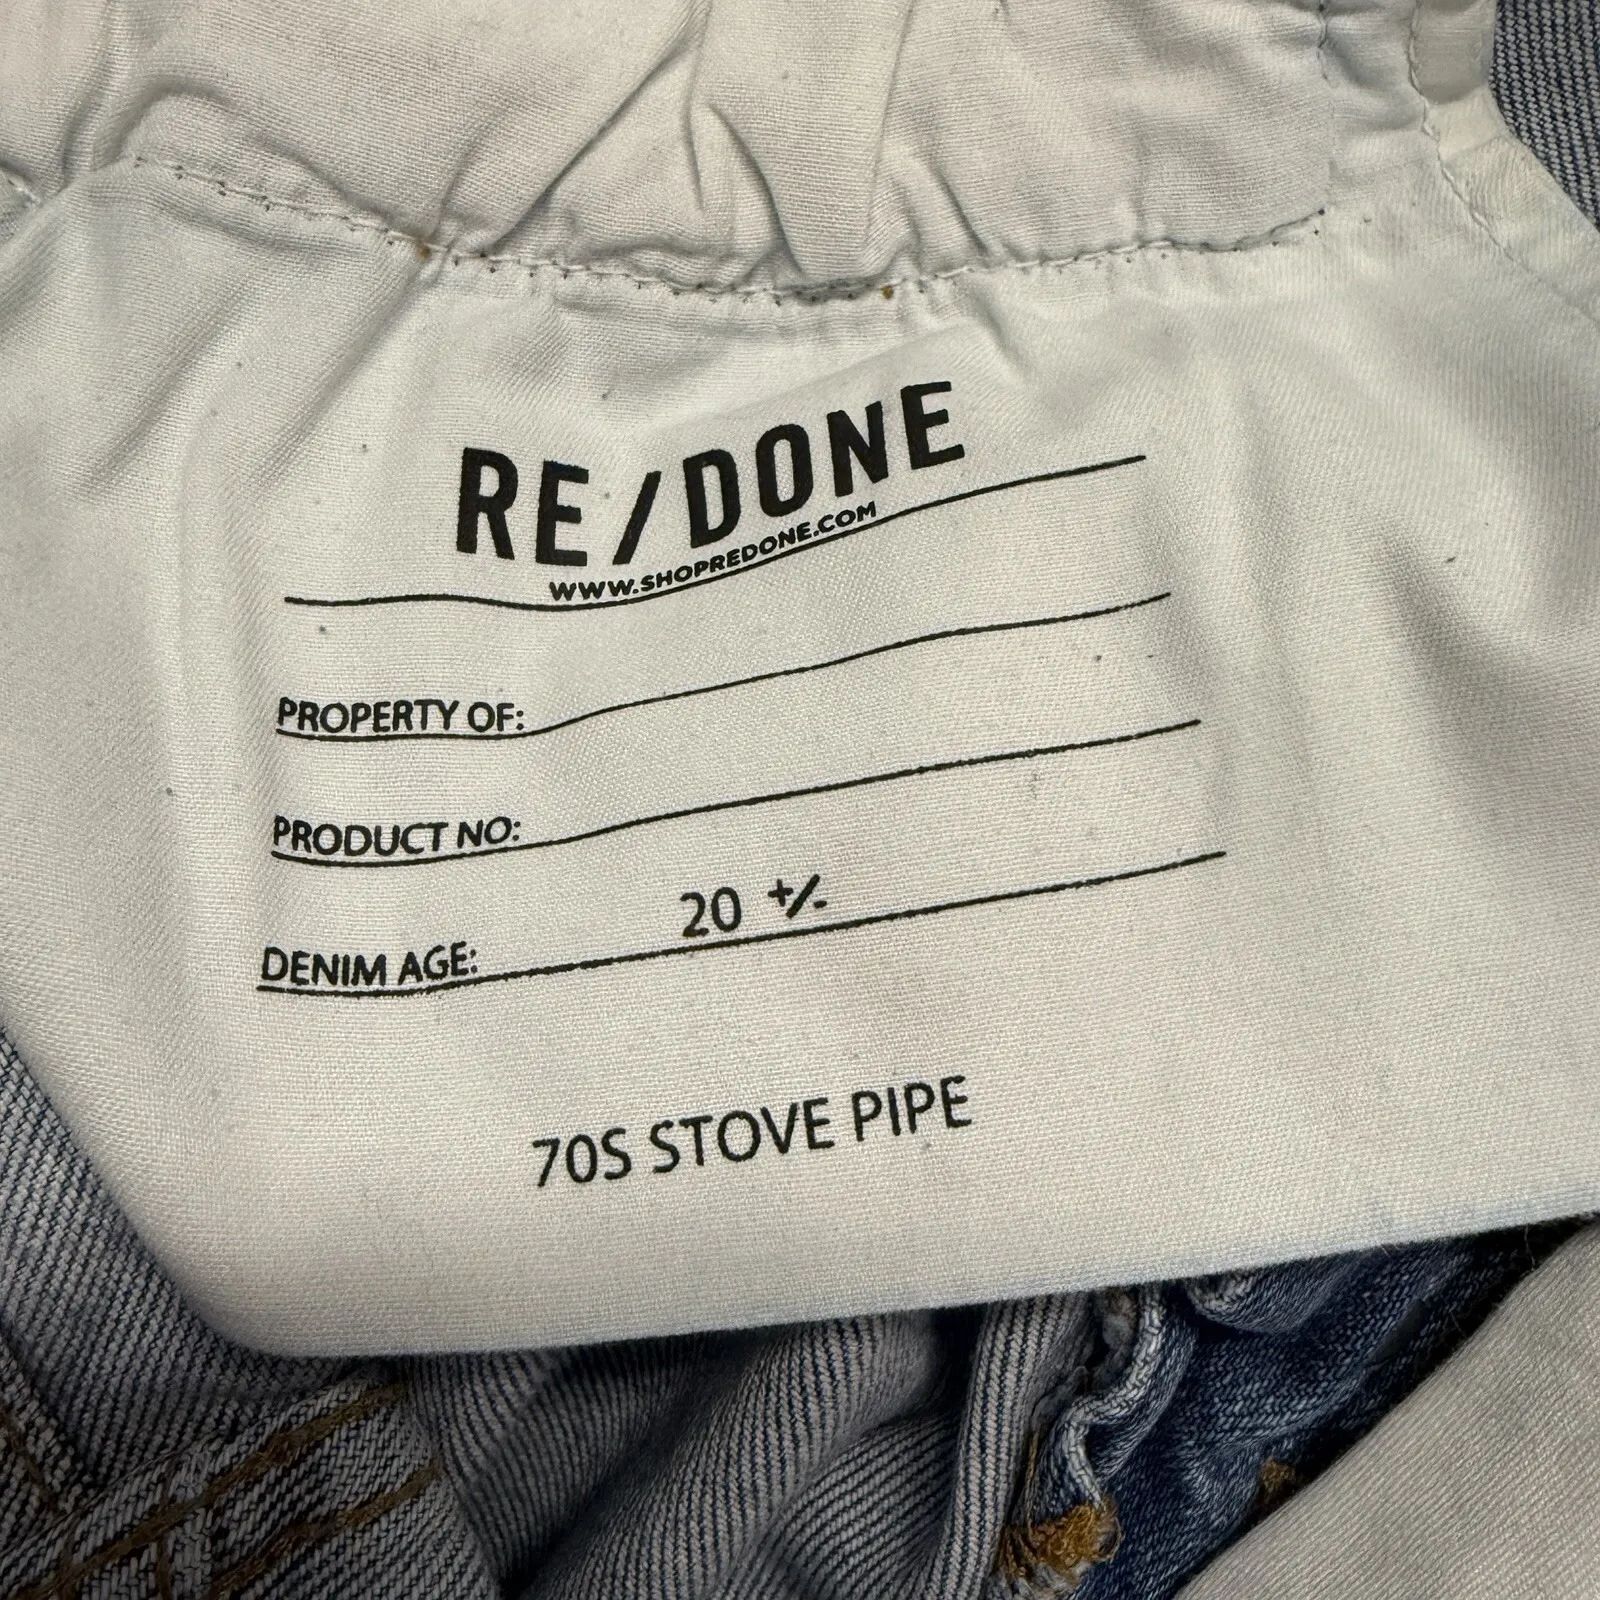 RE/DONE
WWW.SHOPREDONE.COM
PROPERTY OF:
PRODUCT NO:
DENIM AGE: 20 +/-
70S STOVE PIPE